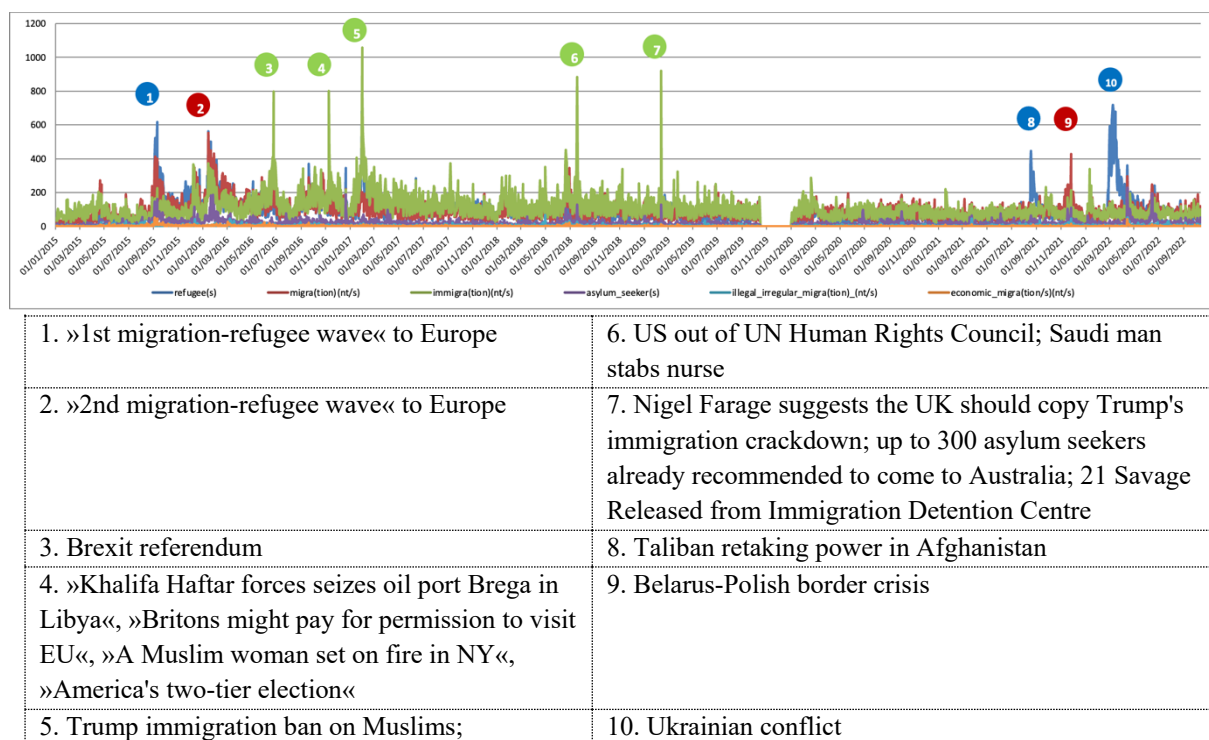 1200
1000
800
600
400
200
0
1
2
3
4
5
6
7
8
9
10
01/01/2015
01/03/2015
01/05/2015
01/07/2015
01/09/2015
01/11/2015
01/01/2016
01/03/2016
01/05/2016
01/07/2016
01/09/2016
01/11/2016
01/01/2017
01/03/2017
01/05/2017
01/07/2017
01/09/2017
01/11/2017
01/01/2018
01/03/2018
01/05/2018
01/07/2018
01/09/2018
01/11/2018
01/01/2019
01/03/2019
01/05/2019
01/07/2019
01/09/2019
01/11/2019
01/01/2020
01/03/2020
01/05/2020
01/07/2020
01/09/2020
01/11/2020
01/01/2021
01/03/2021
01/05/2021
01/07/2021
01/09/2021
01/11/2021
01/01/2022
01/03/2022
01/05/2022
01/07/2022
01/09/2022
refugee(s)
migra(tion)(nt/s)
immigra(tion)(nt/s)
asylum_seeker(s)
illegal_irregular_migra(tion)_(nt/s)
economic_migra(tion/s)(nt/s)
1. »1st migration-refugee wave« to Europe
6. US out of UN Human Rights Council; Saudi man
stabs nurse
2. »2nd migration-refugee wave« to Europe
7. Nigel Farage suggests the UK should copy Trump's
immigration crackdown; up to 300 asylum seekers
already recommended to come to Australia; 21 Savage
Released from Immigration Detention Centre
3. Brexit referendum
8. Taliban retaking power in Afghanistan
4. »Khalifa Haftar forces seizes oil port Brega in
Libya«, »Britons might pay for permission to visit
EU«, »A Muslim woman set on fire in NY«,
»America's two-tier election«
9. Belarus-Polish border crisis
5. Trump immigration ban on Muslims;
10. Ukrainian conflict